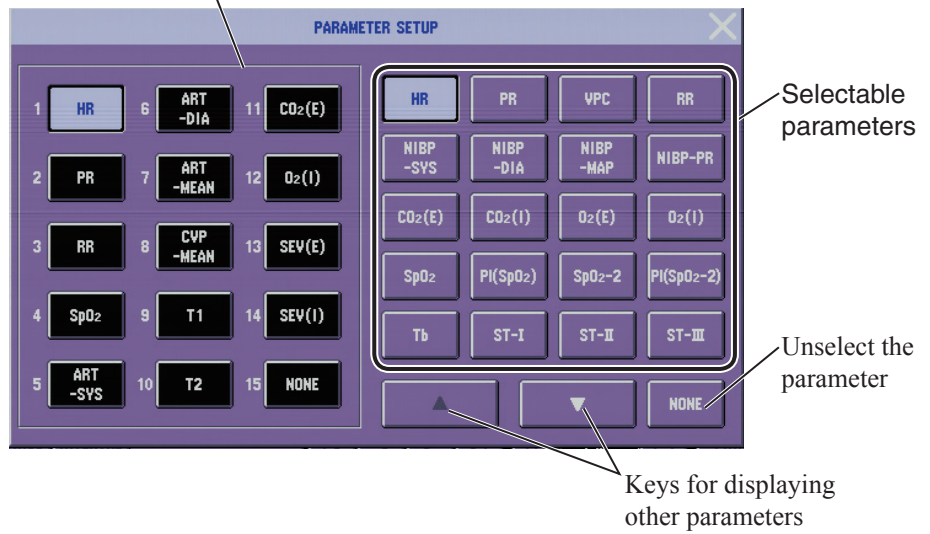 PARAMETER SETUP
1 HR 6 ART -DIA 11 CO2(E)
2 PR 7 ART -MEAN 12 O2(I)
3 RR 8 CVP -MEAN 13 SEV(E)
4 SpO2 9 T1 14 SEV(I)
5 ART -SYS 10 T2 15 NONE
HR PR VPC RR
NIBP -SYS NIBP -DIA NIBP -MAP NIBP-PR
CO2(E) CO2(I) O2(E) O2(I)
SpO2 PI(SpO2) SpO2-2 PI(SpO2-2)
Tb ST-I ST-II ST-III
▲ ▼ NONE
Selectable
parameters
Unselect the
parameter
Keys for displaying
other parameters